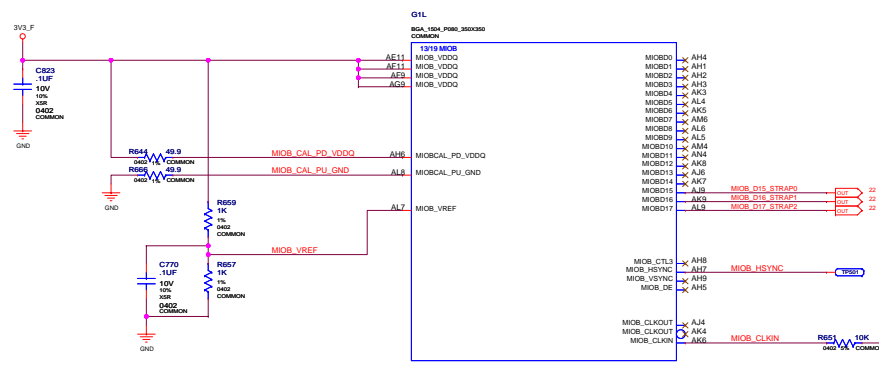 G1L
BGA_1504_P080_350X350
COMMON
3V3_F
13/19 MIOB
AE11 MIOB_VDDQ
AF11 MIOB_VDDQ
AF9 MIOB_VDDQ
AG9 MIOB_VDDQ
C823
.1UF
10V
10%
X5R
0402
COMMON
GND
MIOBD0 AH4
MIOBD1 AH1
MIOBD2 AH2
MIOBD3 AH3
MIOBD4 AK3
MIOBD5 AL4
MIOBD6 AK5
MIOBD7 AM6
MIOBD8 AL6
MIOBD9 AL5
MIOBD10 AM4
MIOBD11 AN4
MIOBD12 AK8
MIOBD13 AJ6
MIOBD14 AK7
MIOBD15 AJ9 MIOB_D15_STRAP0 OUT 22
MIOBD16 AK9 MIOB_D16_STRAP1 OUT 22
MIOBD17 AL9 MIOB_D17_STRAP2 OUT 22
R644 49.9 MIOB_CAL_PD_VDDQ AH6 MIOBCAL_PD_VDDQ
0402 1% COMMON
R666 49.9 MIOB_CAL_PU_GND AL8 MIOBCAL_PU_GND
0402 1% COMMON
GND
R659
1K
1%
0402
COMMON
AL7 MIOB_VREF
MIOB_VREF
C770
.1UF
10V
10%
X5R
0402
COMMON
GND
R657
1K
1%
0402
COMMON
MIOB_CTL3 AH8
MIOB_HSYNC AH7 MIOB_HSYNC TP501
MIOB_VSYNC AH9
MIOB_DE AH5
MIOB_CLKOUT AJ4
MIOB_CLKOUT AK4
MIOB_CLKIN AK6 MIOB_CLKIN R651 10K
0402 5% COMMO